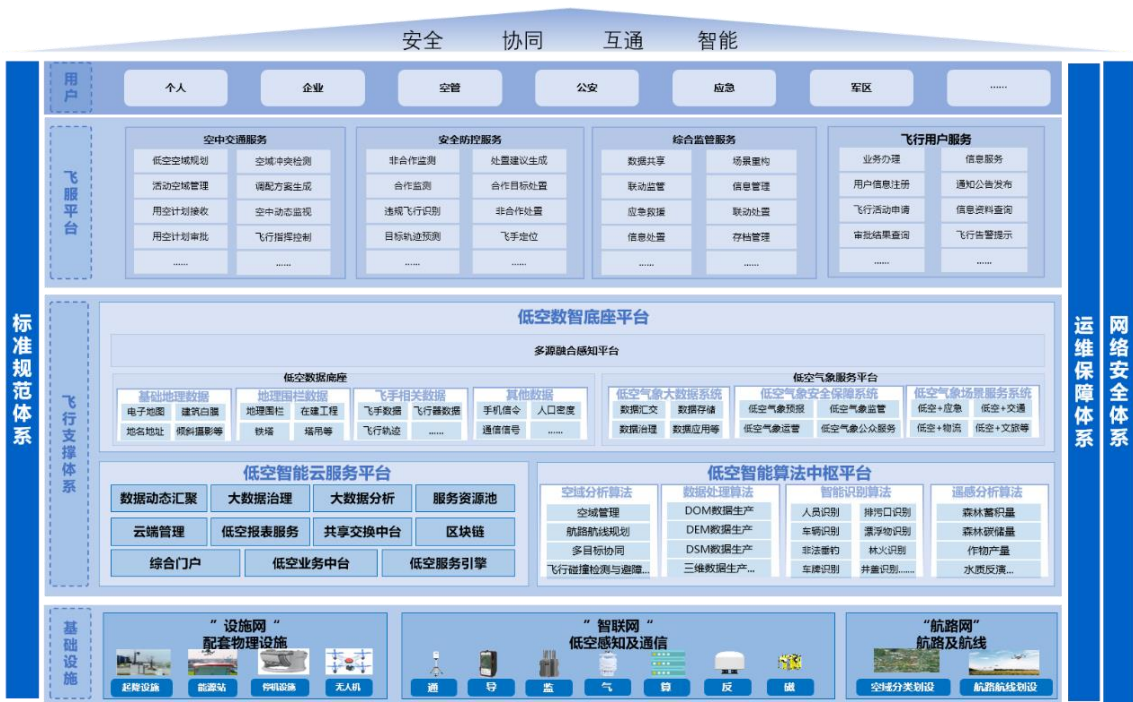 安全 协同 互通 智能
标准规范体系
运维保障体系
网络安全体系
用户
个人 企业 空管 公安 应急 军区 ……
飞服平台
空中交通服务
低空空域规划 空域冲突检测
活动空域管理 调配方案生成
用空计划接收 空中动态监视
用空计划审批 飞行指挥控制
…… ……
安全防控服务
非合作监测 处置建议生成
合作监测 合作目标处置
违规飞行识别 非合作处置
目标轨迹预测 飞手定位
…… ……
综合监管服务
数据共享 场景重构
联动监管 信息管理
应急救援 联动处置
信息处置 存档管理
…… ……
飞行用户服务
业务办理 信息服务
用户信息注册 通知公告发布
飞行活动申请 信息资料查询
审批结果查询 飞行告警提示
…… ……
飞行支撑体系
低空数智底座平台
多源融合感知平台
低空数据底座
基础地理数据
电子地图 建筑白膜
地名地址 倾斜摄影等
地理围栏数据
地理围栏 在建工程
铁塔 塔吊等
飞手相关数据
飞手数据 飞行器数据
飞行轨迹 ……
其他数据
手机信令 人口密度
通信信号 ……
低空气象服务平台
低空气象大数据系统
数据汇交 数据存储
数据治理 数据应用等
低空气象安全保障系统
低空气象预报 低空气象监管
低空气象运营 低空气象公众服务
低空气象场景服务系统
低空+应急 低空+交通
低空+物流 低空+文旅等
低空智能云服务平台
数据动态汇聚 大数据治理 大数据分析 服务资源池
云端管理 低空报表服务 共享交换中台 区块链
综合门户 低空业务中台 低空服务引擎
低空智能算法中枢平台
空域分析算法
空域管理
航路航线规划
多目标协同
飞行碰撞检测与避障...
数据处理算法
DOM数据生产
DEM数据生产
DSM数据生产
三维数据生产...
智能识别算法
人员识别 排污口识别
车辆识别 漂浮物识别
非法垂钓 林火识别
车牌识别 井盖识别......
遥感分析算法
森林蓄积量
森林碳储量
作物产量
水质反演...
基础设施
”设施网“
配套物理设施
起降设施 能源站 停机设施 无人机
”智联网“
低空感知及通信
通 导 监 气 算 反 磁
“航路网”
航路及航线
空域分类划设 航路航线划设